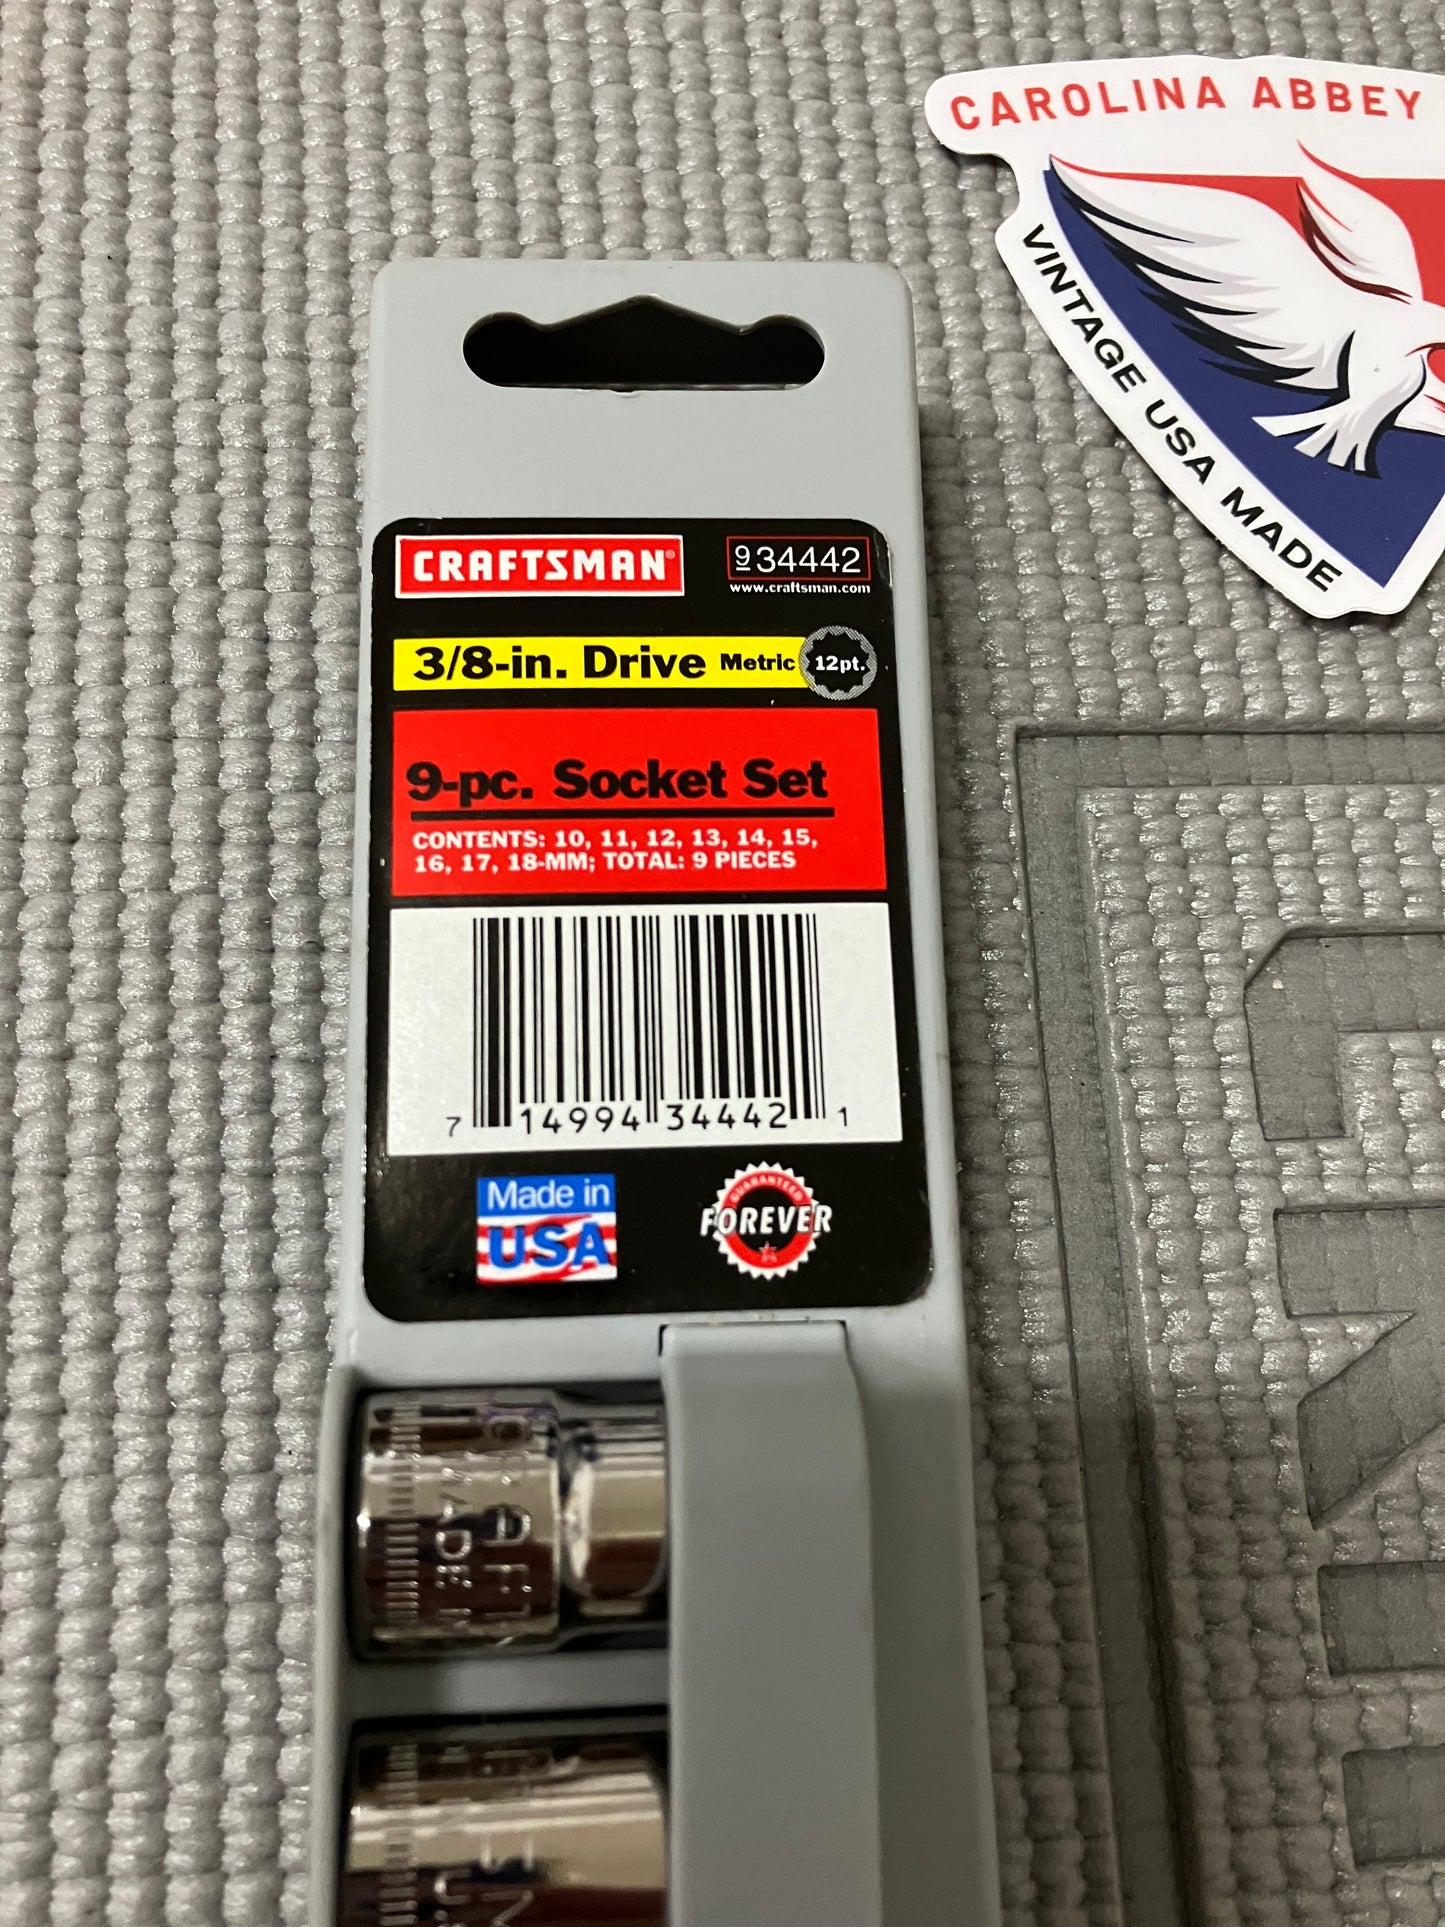 CAROLINA ABBEY
VINTAGE USA MADE
CRAFTSMAN®
934442
www.craftsman.com
3/8-in. Drive Metric 12pt.
9-pc. Socket Set
CONTENTS: 10, 11, 12, 13, 14, 15,
16, 17, 18-MM; TOTAL: 9 PIECES
7 14994 34442 1
Made in
USA
GUARANTEED
FOREVER